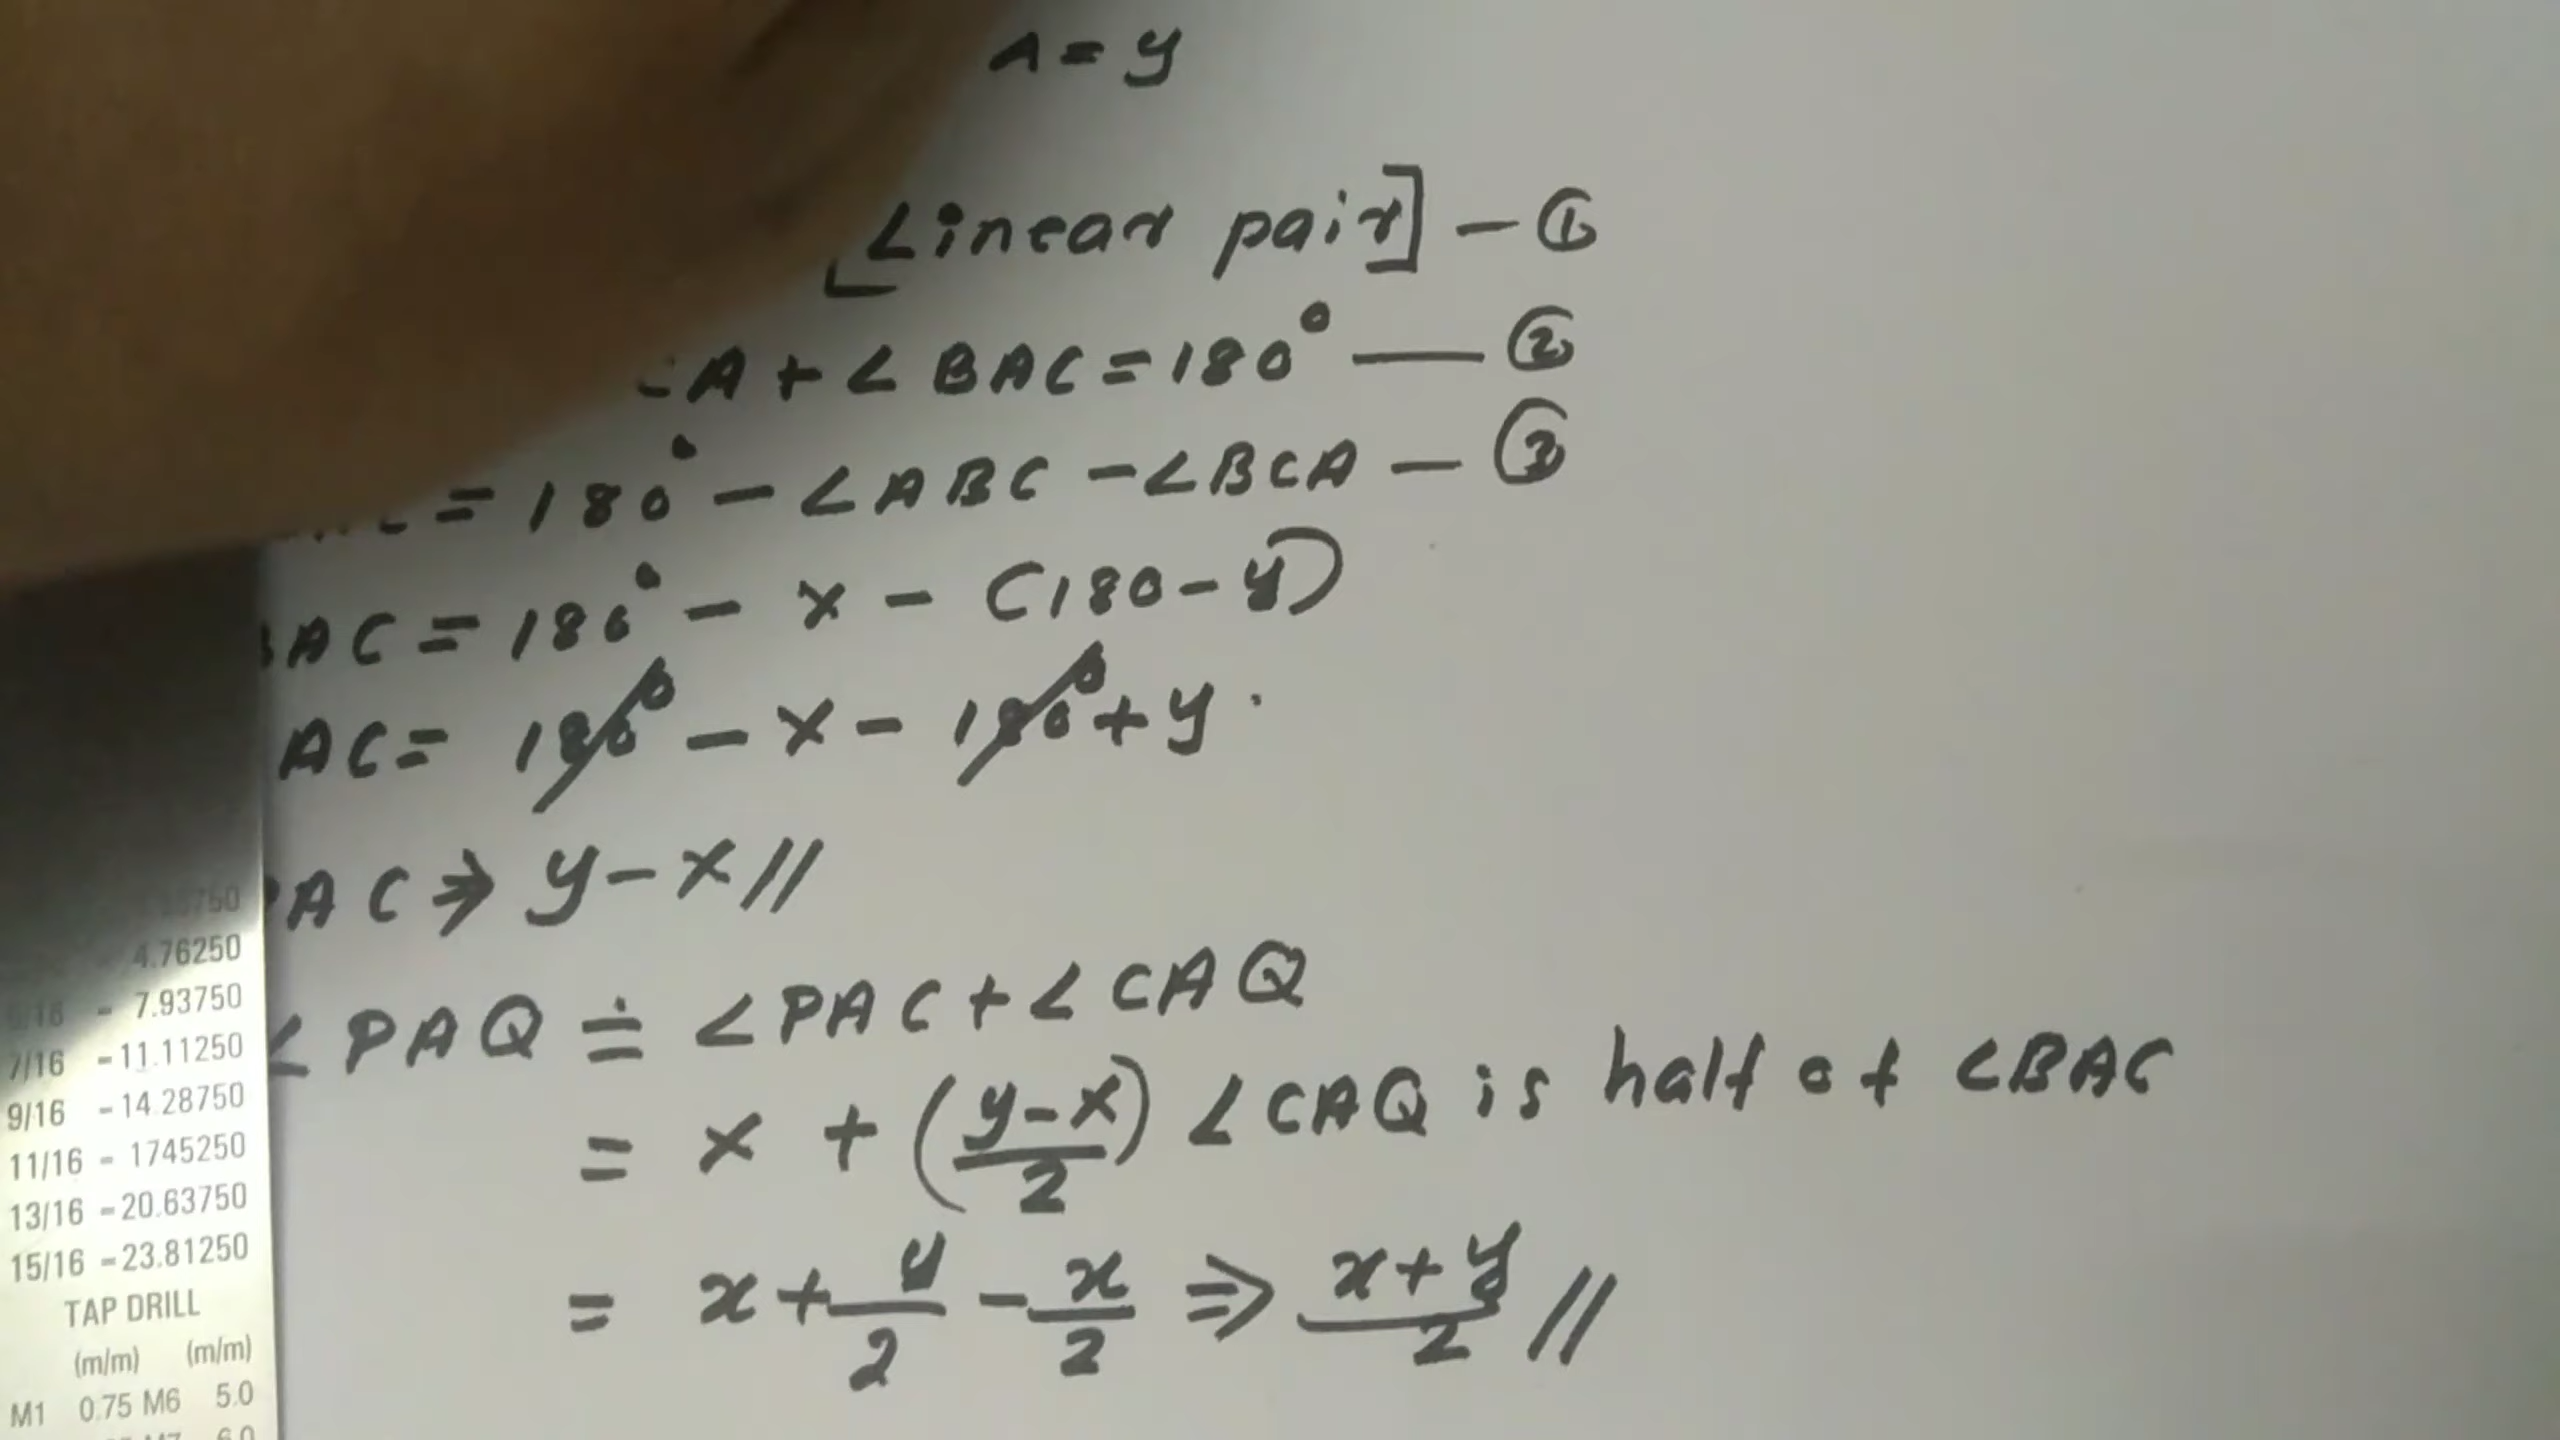 A = y
[Linear pair] — ①
A + ∠BAC = 180° — ②
= 180° - ∠ABC - ∠BCA — ③
AC = 180° - x - (180 - y)
AC = 180° - x - 180° + y
AC ⇒ y - x //
∠PAQ = ∠PAC + ∠CAQ
= x + (y-x/2) ∠CAQ is half of ∠BAC
= x + y/2 - x/2 ⇒ x+y/2 //
4.76250
- 7.93750
7/16 - 11.11250
9/16 - 14.28750
11/16 - 1745250
13/16 - 20.63750
15/16 - 23.81250
TAP DRILL
(m/m) (m/m)
M1 0.75 M6 5.0